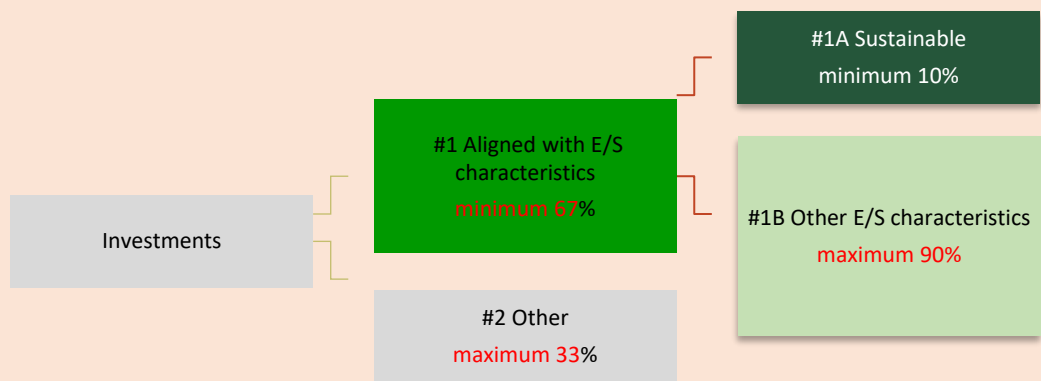 Investments
#1 Aligned with E/S
characteristics
minimum 67%
#2 Other
maximum 33%
#1A Sustainable
minimum 10%
#1B Other E/S characteristics
maximum 90%